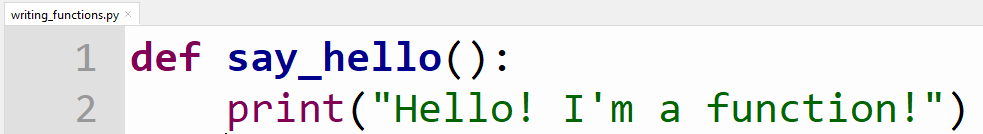 writing_functions.py ×
1 def say_hello():
2     print("Hello! I'm a function!")